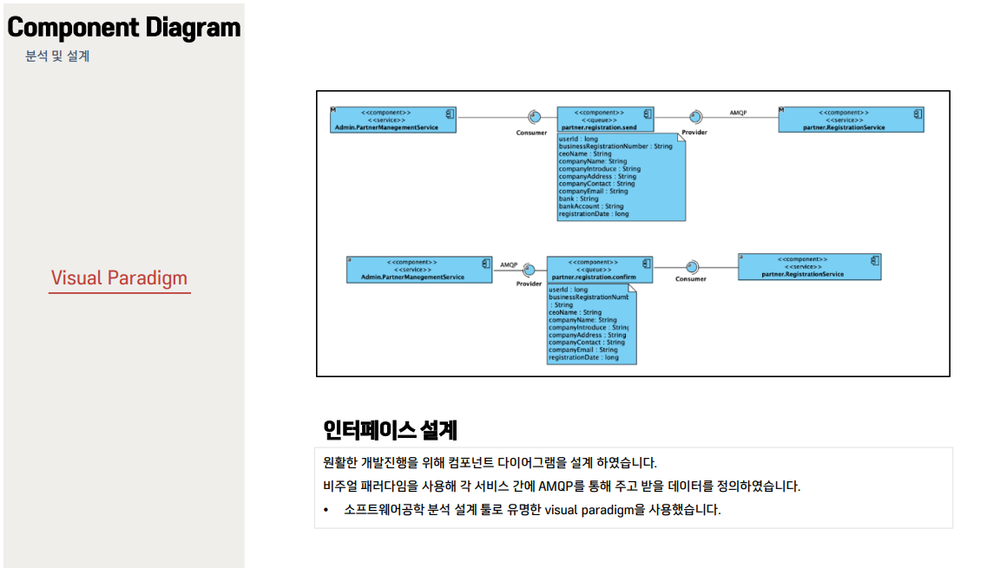 Component Diagram
분석 및 설계
Visual Paradigm
M
<<component>>
<<service>>
Admin.PartnerManegementService
Consumer
<<component>>
<<queue>>
partner.registration.send
Provider
AMQP
M
<<component>>
<<service>>
partner.RegistrationService
userId : long
businessRegistrationNumber : String
ceoName : String
companyName: String
companyIntroduce : String
companyAddress : String
companyContact : String
companyEmail : String
bank : String
bankAccount : String
registrationDate : long
<<component>>
<<service>>
Admin.PartnerManegementService
AMQP
Provider
<<component>>
<<queue>>
partner.registration.confirm
Consumer
<<component>>
<<service>>
partner.RegistrationService
userId : long
businessRegistrationNumb
: String
ceoName : String
companyName: String
companyIntroduce : String
companyAddress : String
companyContact : String
companyEmail : String
registrationDate : long
인터페이스 설계
원활한 개발진행을 위해 컴포넌트 다이어그램을 설계 하였습니다.
비주얼 패러다임을 사용해 각 서비스 간에 AMQP를 통해 주고 받을 데이터를 정의하였습니다.
• 소프트웨어공학 분석 설계 툴로 유명한 visual paradigm을 사용했습니다.